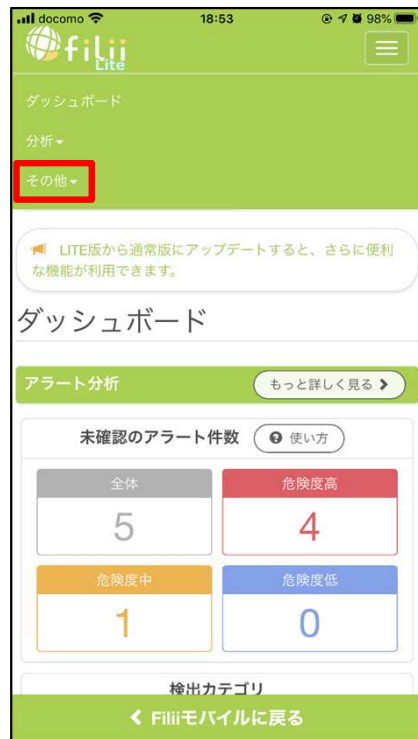 docomo 18:53 98%
filii
Lite
ダッシュボード
分析
その他
LITE版から通常版にアップデートすると、さらに便利
な機能が利用できます。
ダッシュボード
アラート分析 もっと詳しく見る
未確認のアラート件数 使い方
全体 危険度高
5 4
危険度中 危険度低
1 0
検出カテゴリ
Filiiモバイルに戻る